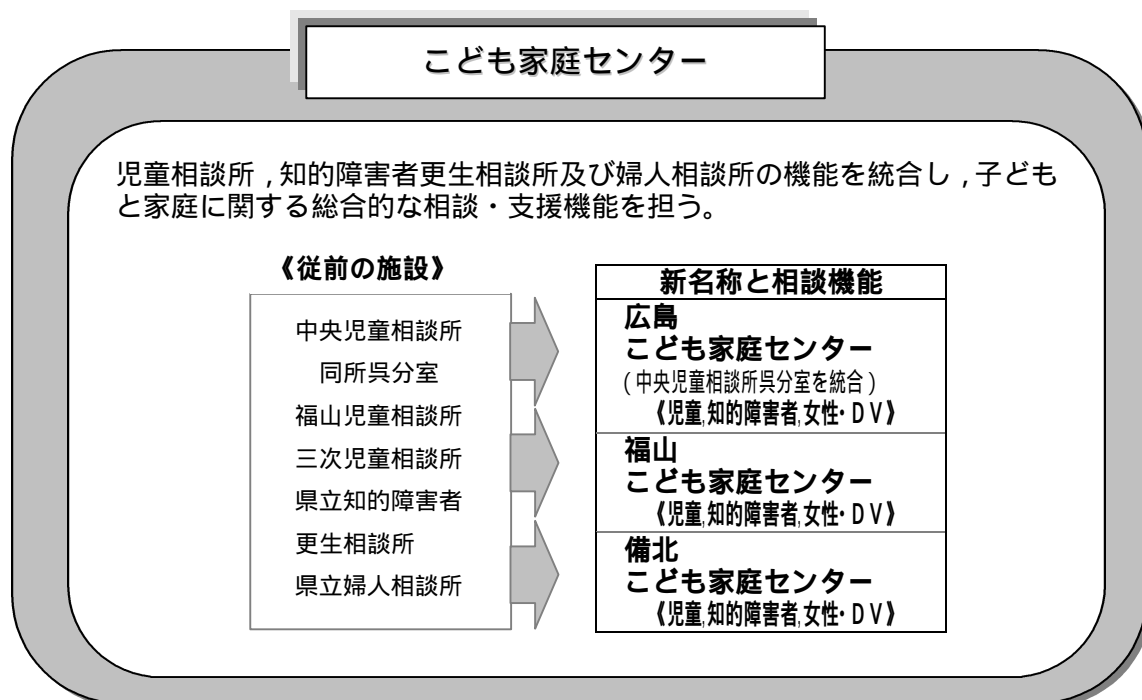 こども家庭センター
児童相談所，知的障害者更生相談所及び婦人相談所の機能を統合し，子ども
と家庭に関する総合的な相談・支援機能を担う。
《従前の施設》
中央児童相談所
同所呉分室
福山児童相談所
三次児童相談所
県立知的障害者
更生相談所
県立婦人相談所
新名称と相談機能
広島
こども家庭センター
（中央児童相談所呉分室を統合）
《児童,知的障害者,女性・ＤＶ》
福山
こども家庭センター
《児童,知的障害者,女性・ＤＶ》
備北
こども家庭センター
《児童,知的障害者,女性・ＤＶ》